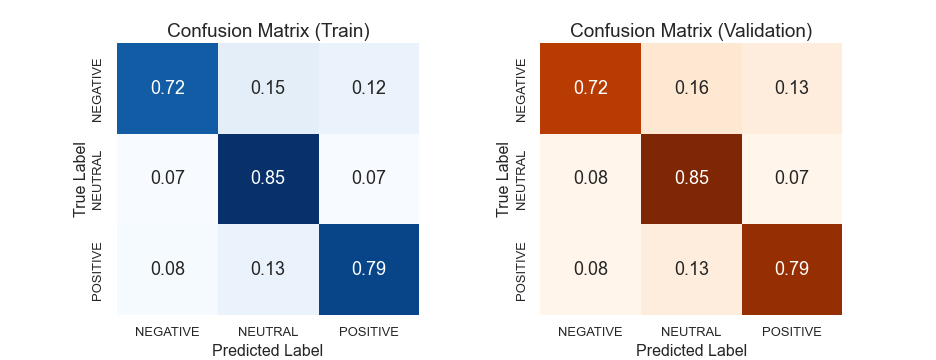 Confusion Matrix (Train)
True Label
NEGATIVE
NEUTRAL
POSITIVE
0.72 0.15 0.12
0.07 0.85 0.07
0.08 0.13 0.79
NEGATIVE NEUTRAL POSITIVE
Predicted Label
Confusion Matrix (Validation)
True Label
NEGATIVE
NEUTRAL
POSITIVE
0.72 0.16 0.13
0.08 0.85 0.07
0.08 0.13 0.79
NEGATIVE NEUTRAL POSITIVE
Predicted Label